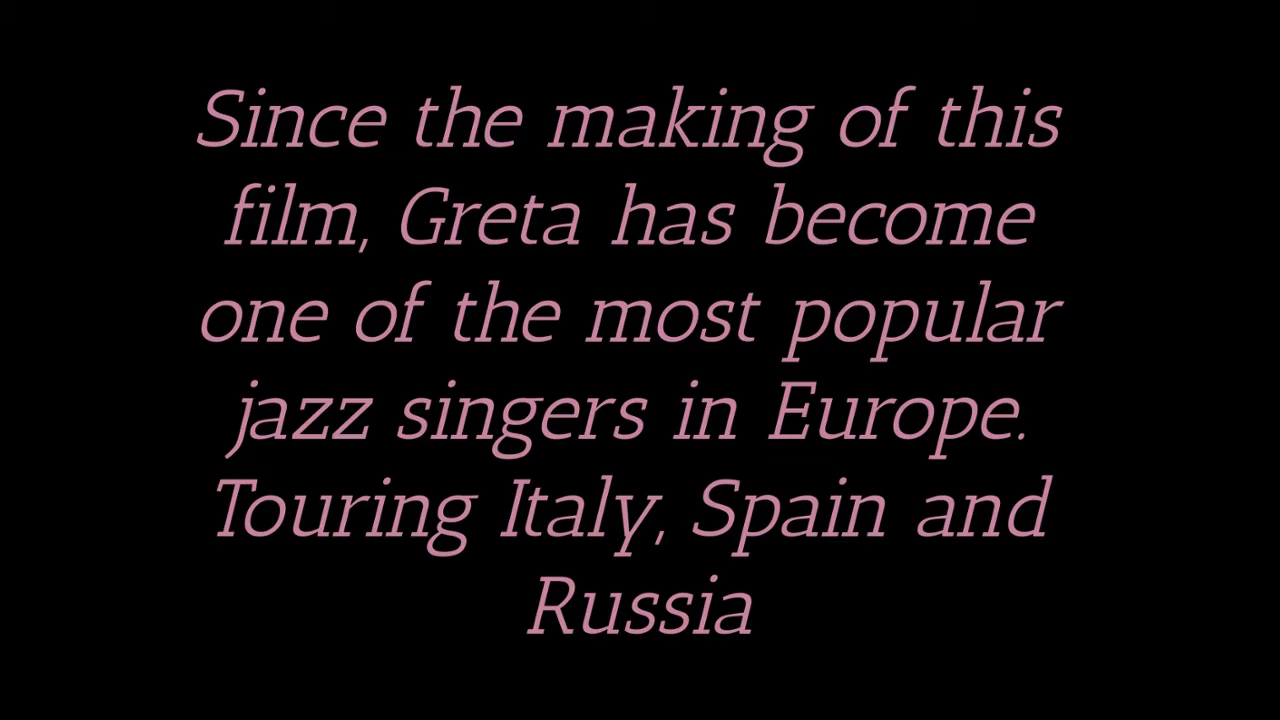 Since the making of this
film, Greta has become
one of the most popular
jazz singers in Europe.
Touring Italy, Spain and
Russia